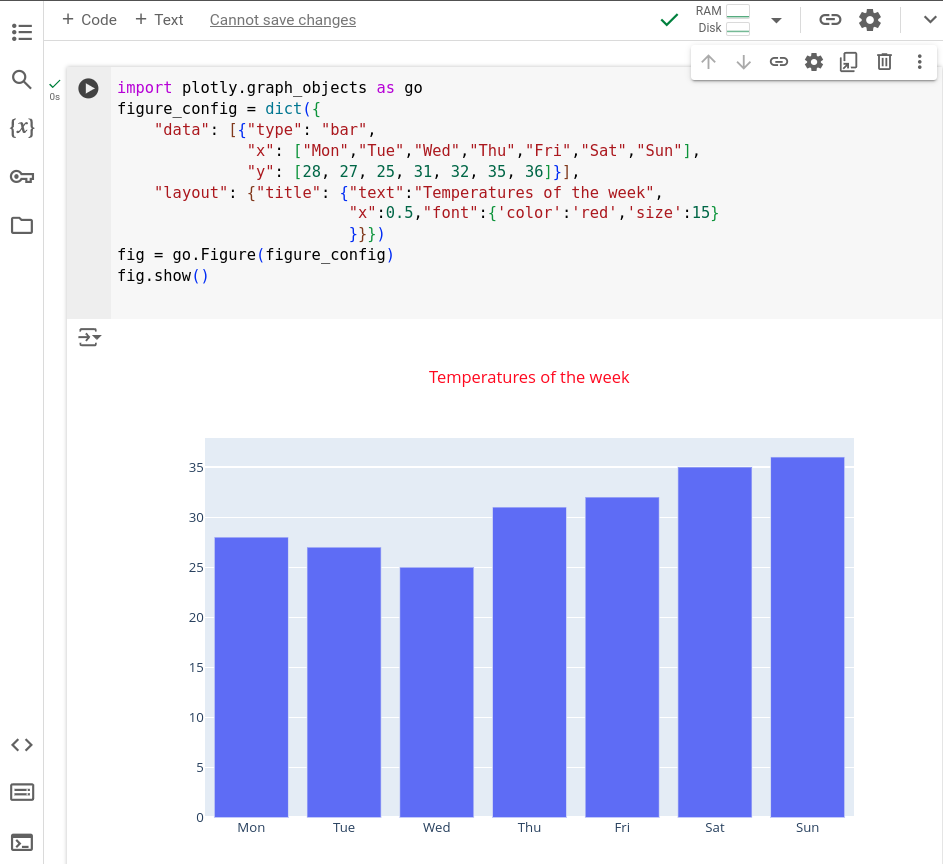 + Code + Text Cannot save changes RAM
Disk
{x}
0s
import plotly.graph_objects as go
figure_config = dict({
    "data": [{"type": "bar",
              "x": ["Mon","Tue","Wed","Thu","Fri","Sat","Sun"],
              "y": [28, 27, 25, 31, 32, 35, 36]}],
    "layout": {"title": {"text":"Temperatures of the week",
                         "x":0.5,"font":{'color':'red','size':15}
                         }}})
fig = go.Figure(figure_config)
fig.show()
Temperatures of the week
35
30
25
20
15
10
5
0
Mon Tue Wed Thu Fri Sat Sun